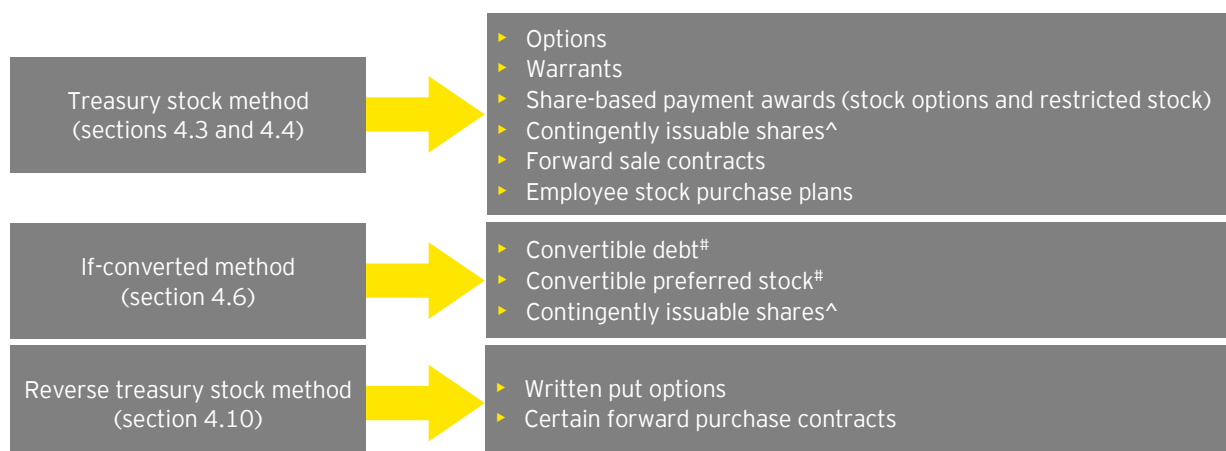 Treasury stock method
(sections 4.3 and 4.4)
‣ Options
‣ Warrants
‣ Share-based payment awards (stock options and restricted stock)
‣ Contingently issuable shares^
‣ Forward sale contracts
‣ Employee stock purchase plans
If-converted method
(section 4.6)
‣ Convertible debt#
‣ Convertible preferred stock#
‣ Contingently issuable shares^
Reverse treasury stock method
(section 4.10)
‣ Written put options
‣ Certain forward purchase contracts